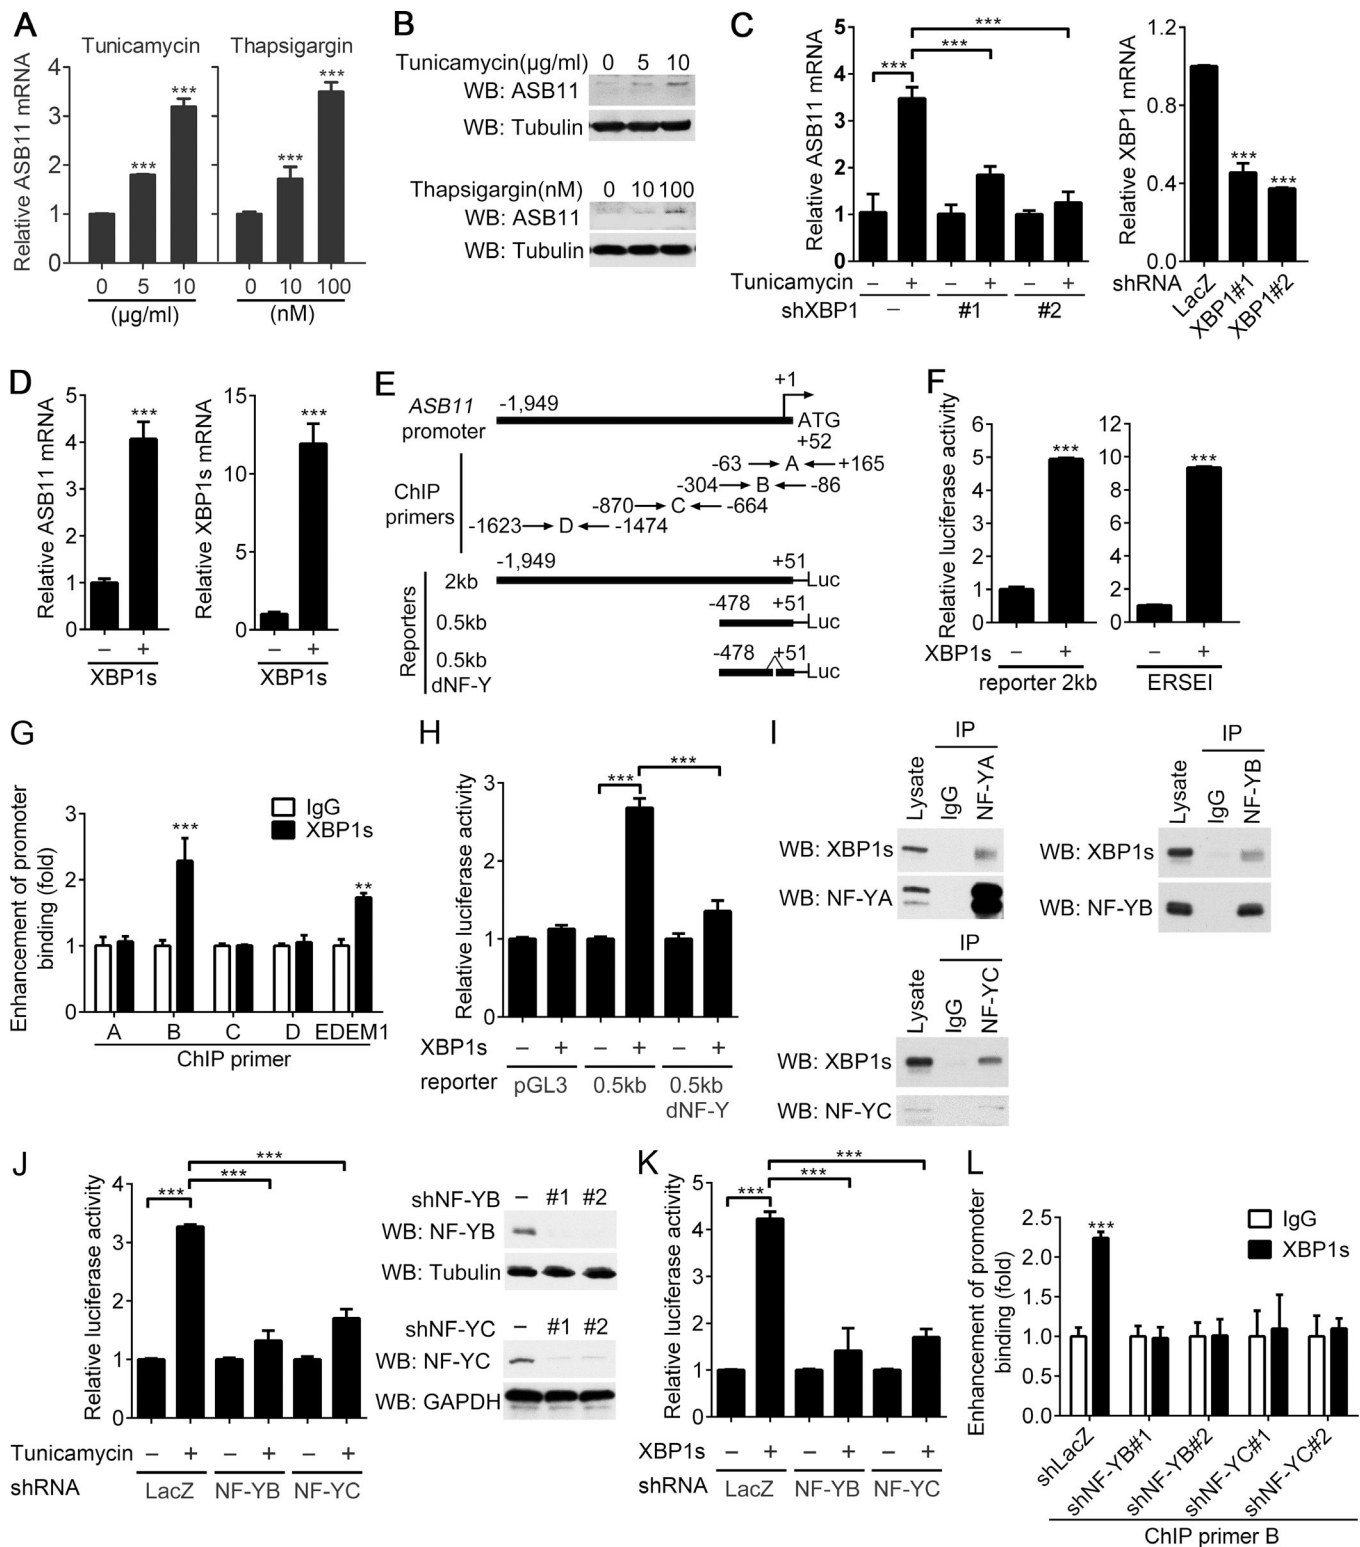 A
Tunicamycin
Thapsigargin
Relative ASB11 mRNA
4
3
2
1
0
***
***
***
***
0 5 10
0 10 100
(µg/ml)
(nM)
B
Tunicamycin(µg/ml) 0 5 10
WB: ASB11
WB: Tubulin
Thapsigargin(nM) 0 10 100
WB: ASB11
WB: Tubulin
C
Relative ASB11 mRNA
5
4
3
2
1
0
***
***
***
Tunicamycin – + – + – +
shXBP1 – #1 #2
Relative XBP1 mRNA
1.2
0.8
0.4
0.0
***
***
shRNA
LacZ
XBP1#1
XBP1#2
D
Relative ASB11 mRNA
5
4
3
2
1
0
***
– +
XBP1s
Relative XBP1s mRNA
15
10
5
0
***
– +
XBP1s
E
ASB11
promoter
-1,949
+1
ATG
+52
ChIP
primers
-63 A +165
-304 B -86
-870 C -664
-1623 D -1474
Reporters
-1,949 +51
2kb Luc
-478 +51
0.5kb Luc
0.5kb
dNF-Y
-478 +51
Luc
F
Relative luciferase activity
6
5
4
3
2
1
0
***
12
10
8
6
4
2
0
***
XBP1s – + – +
reporter 2kb
ERSEI
G
Enhancement of promoter
binding (fold)
3
2
1
0
IgG
XBP1s
***
**
A B C D EDEM1
ChIP primer
H
Relative luciferase activity
3
2
1
0
***
***
XBP1s – + – + – +
reporter pGL3 0.5kb 0.5kb
dNF-Y
I
IP
Lysate
IgG
NF-YA
WB: XBP1s
WB: NF-YA
IP
Lysate
IgG
NF-YB
WB: XBP1s
WB: NF-YB
IP
Lysate
IgG
NF-YC
WB: XBP1s
WB: NF-YC
J
Relative luciferase activity
4
3
2
1
0
***
***
***
Tunicamycin – + – + – +
shRNA LacZ NF-YB NF-YC
shNF-YB – #1 #2
WB: NF-YB
WB: Tubulin
shNF-YC – #1 #2
WB: NF-YC
WB: GAPDH
K
Relative luciferase activity
5
4
3
2
1
0
***
***
***
XBP1s – + – + – +
shRNA LacZ NF-YB NF-YC
L
Enhancement of promoter
binding (fold)
2.5
2.0
1.5
1.0
0.5
0.0
IgG
XBP1s
***
shLacZ
shNF-YB#1
shNF-YB#2
shNF-YC#1
shNF-YC#2
ChIP primer B